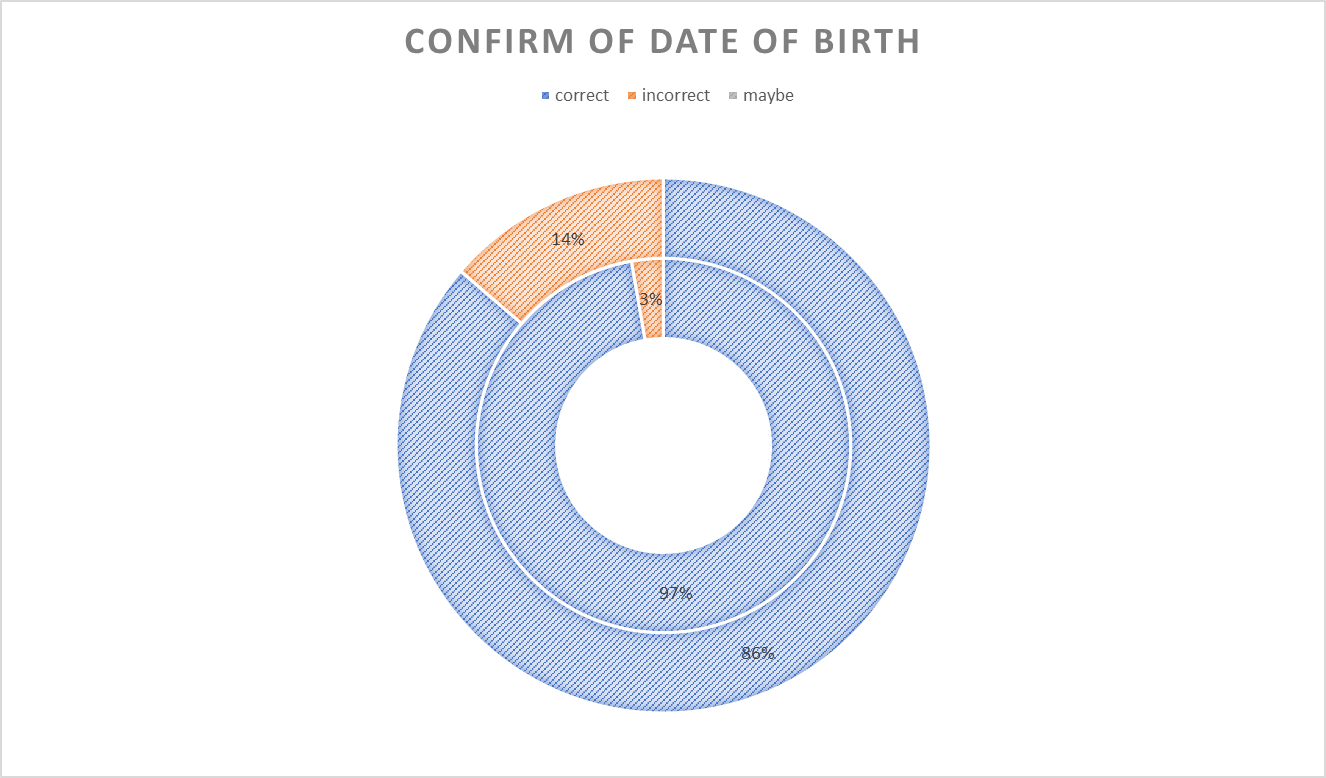 CONFIRM OF DATE OF BIRTH
correct incorrect maybe
14%
3%
97%
86%